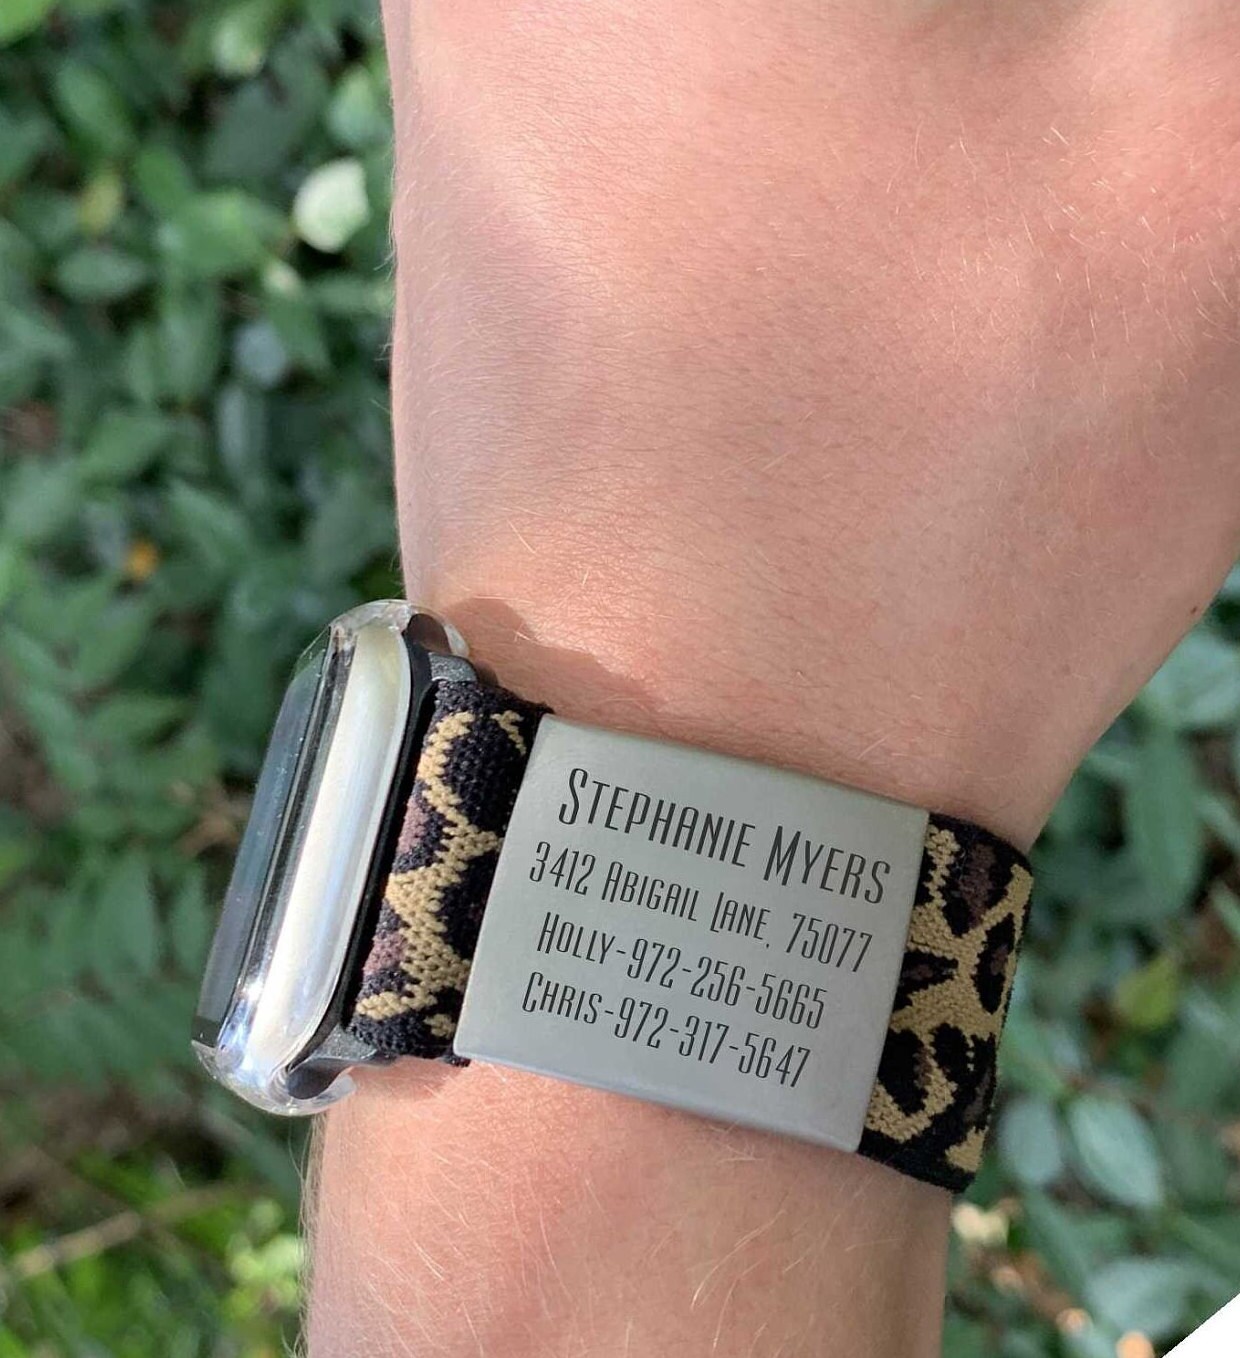 Stephanie Myers
3412 Abigail Lane, 75077
Holly-972-256-5665
Chris-972-317-5647